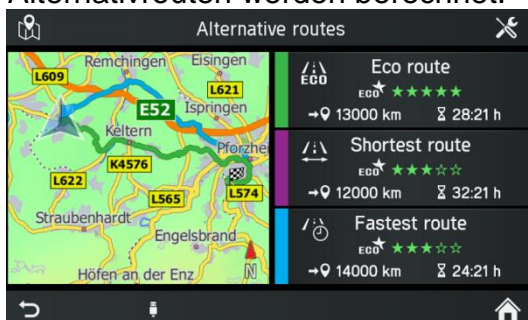 Alternativrouten werden berechnet.
Alternative routes
Remchingen
Eisingen
L609
L621
E52
Ispringen
Keltern
Pforzhei
K4576
L622
L565
L574
Straubenhardt
Engelsbrand
Höfen an der Enz
N
ECO
Eco route
ECO ★★★★★
13000 km 28:21 h
Shortest route
ECO ★★★☆☆
12000 km 32:21 h
Fastest route
ECO ★★★☆☆
14000 km 24:21 h